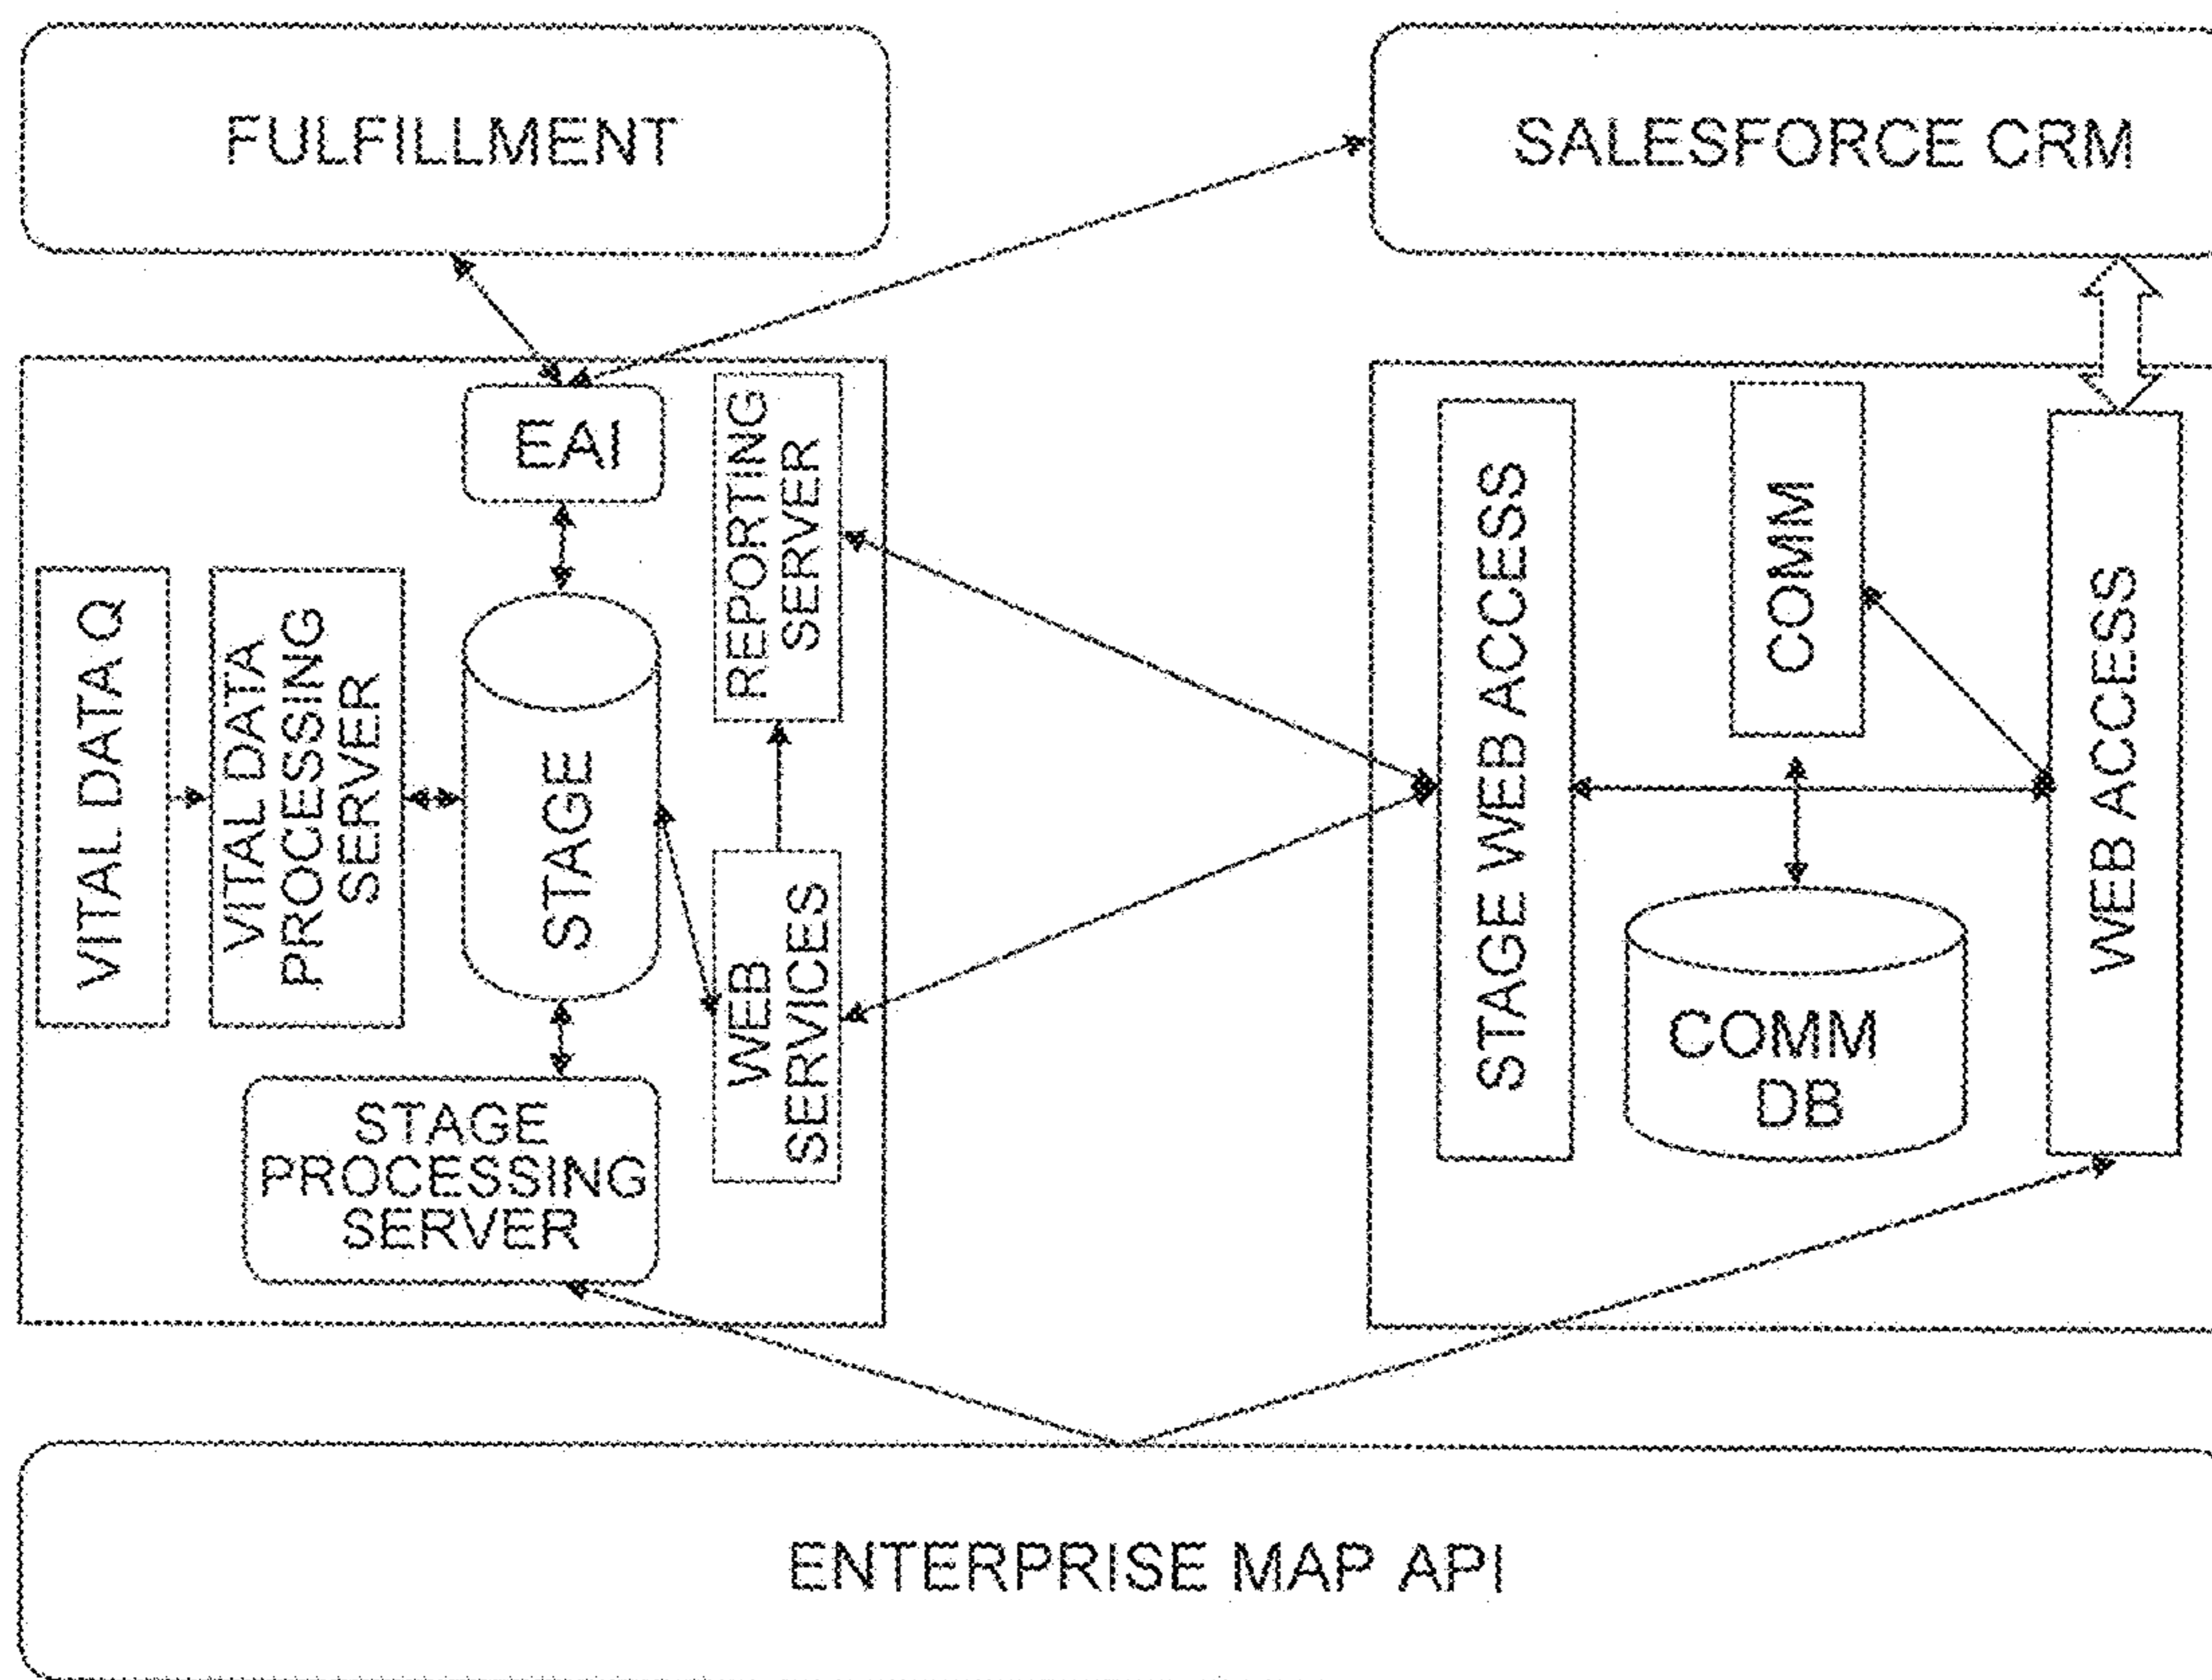 FULFILLMENT
SALESFORCE CRM
EAI
REPORTING
SERVER
VITAL DATA Q
VITAL DATA
PROCESSING
SERVER
STAGE
WEB
SERVICES
STAGE
PROCESSING
SERVER
STAGE WEB ACCESS
COMM
COMM
DB
WEB ACCESS
ENTERPRISE MAP API